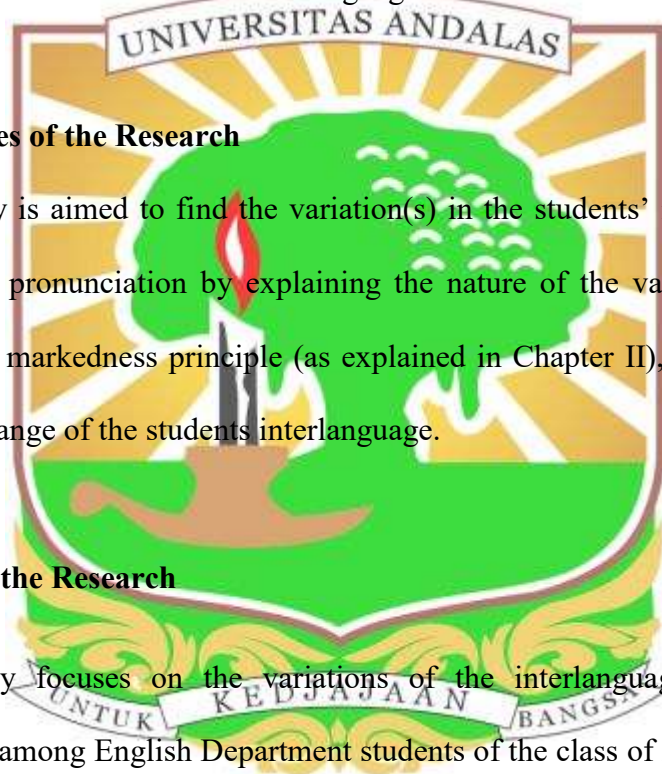 UNIVERSITAS ANDALAS
es of the Research
is aimed to find the variation(s) in the students'
pronunciation by explaining the nature of the va
markedness principle (as explained in Chapter II),
ange of the students interlanguage.
the Research
y focuses on the variations of the interlangua
UNTUK KEDJAJAAN BANGSA
among English Department students of the class of